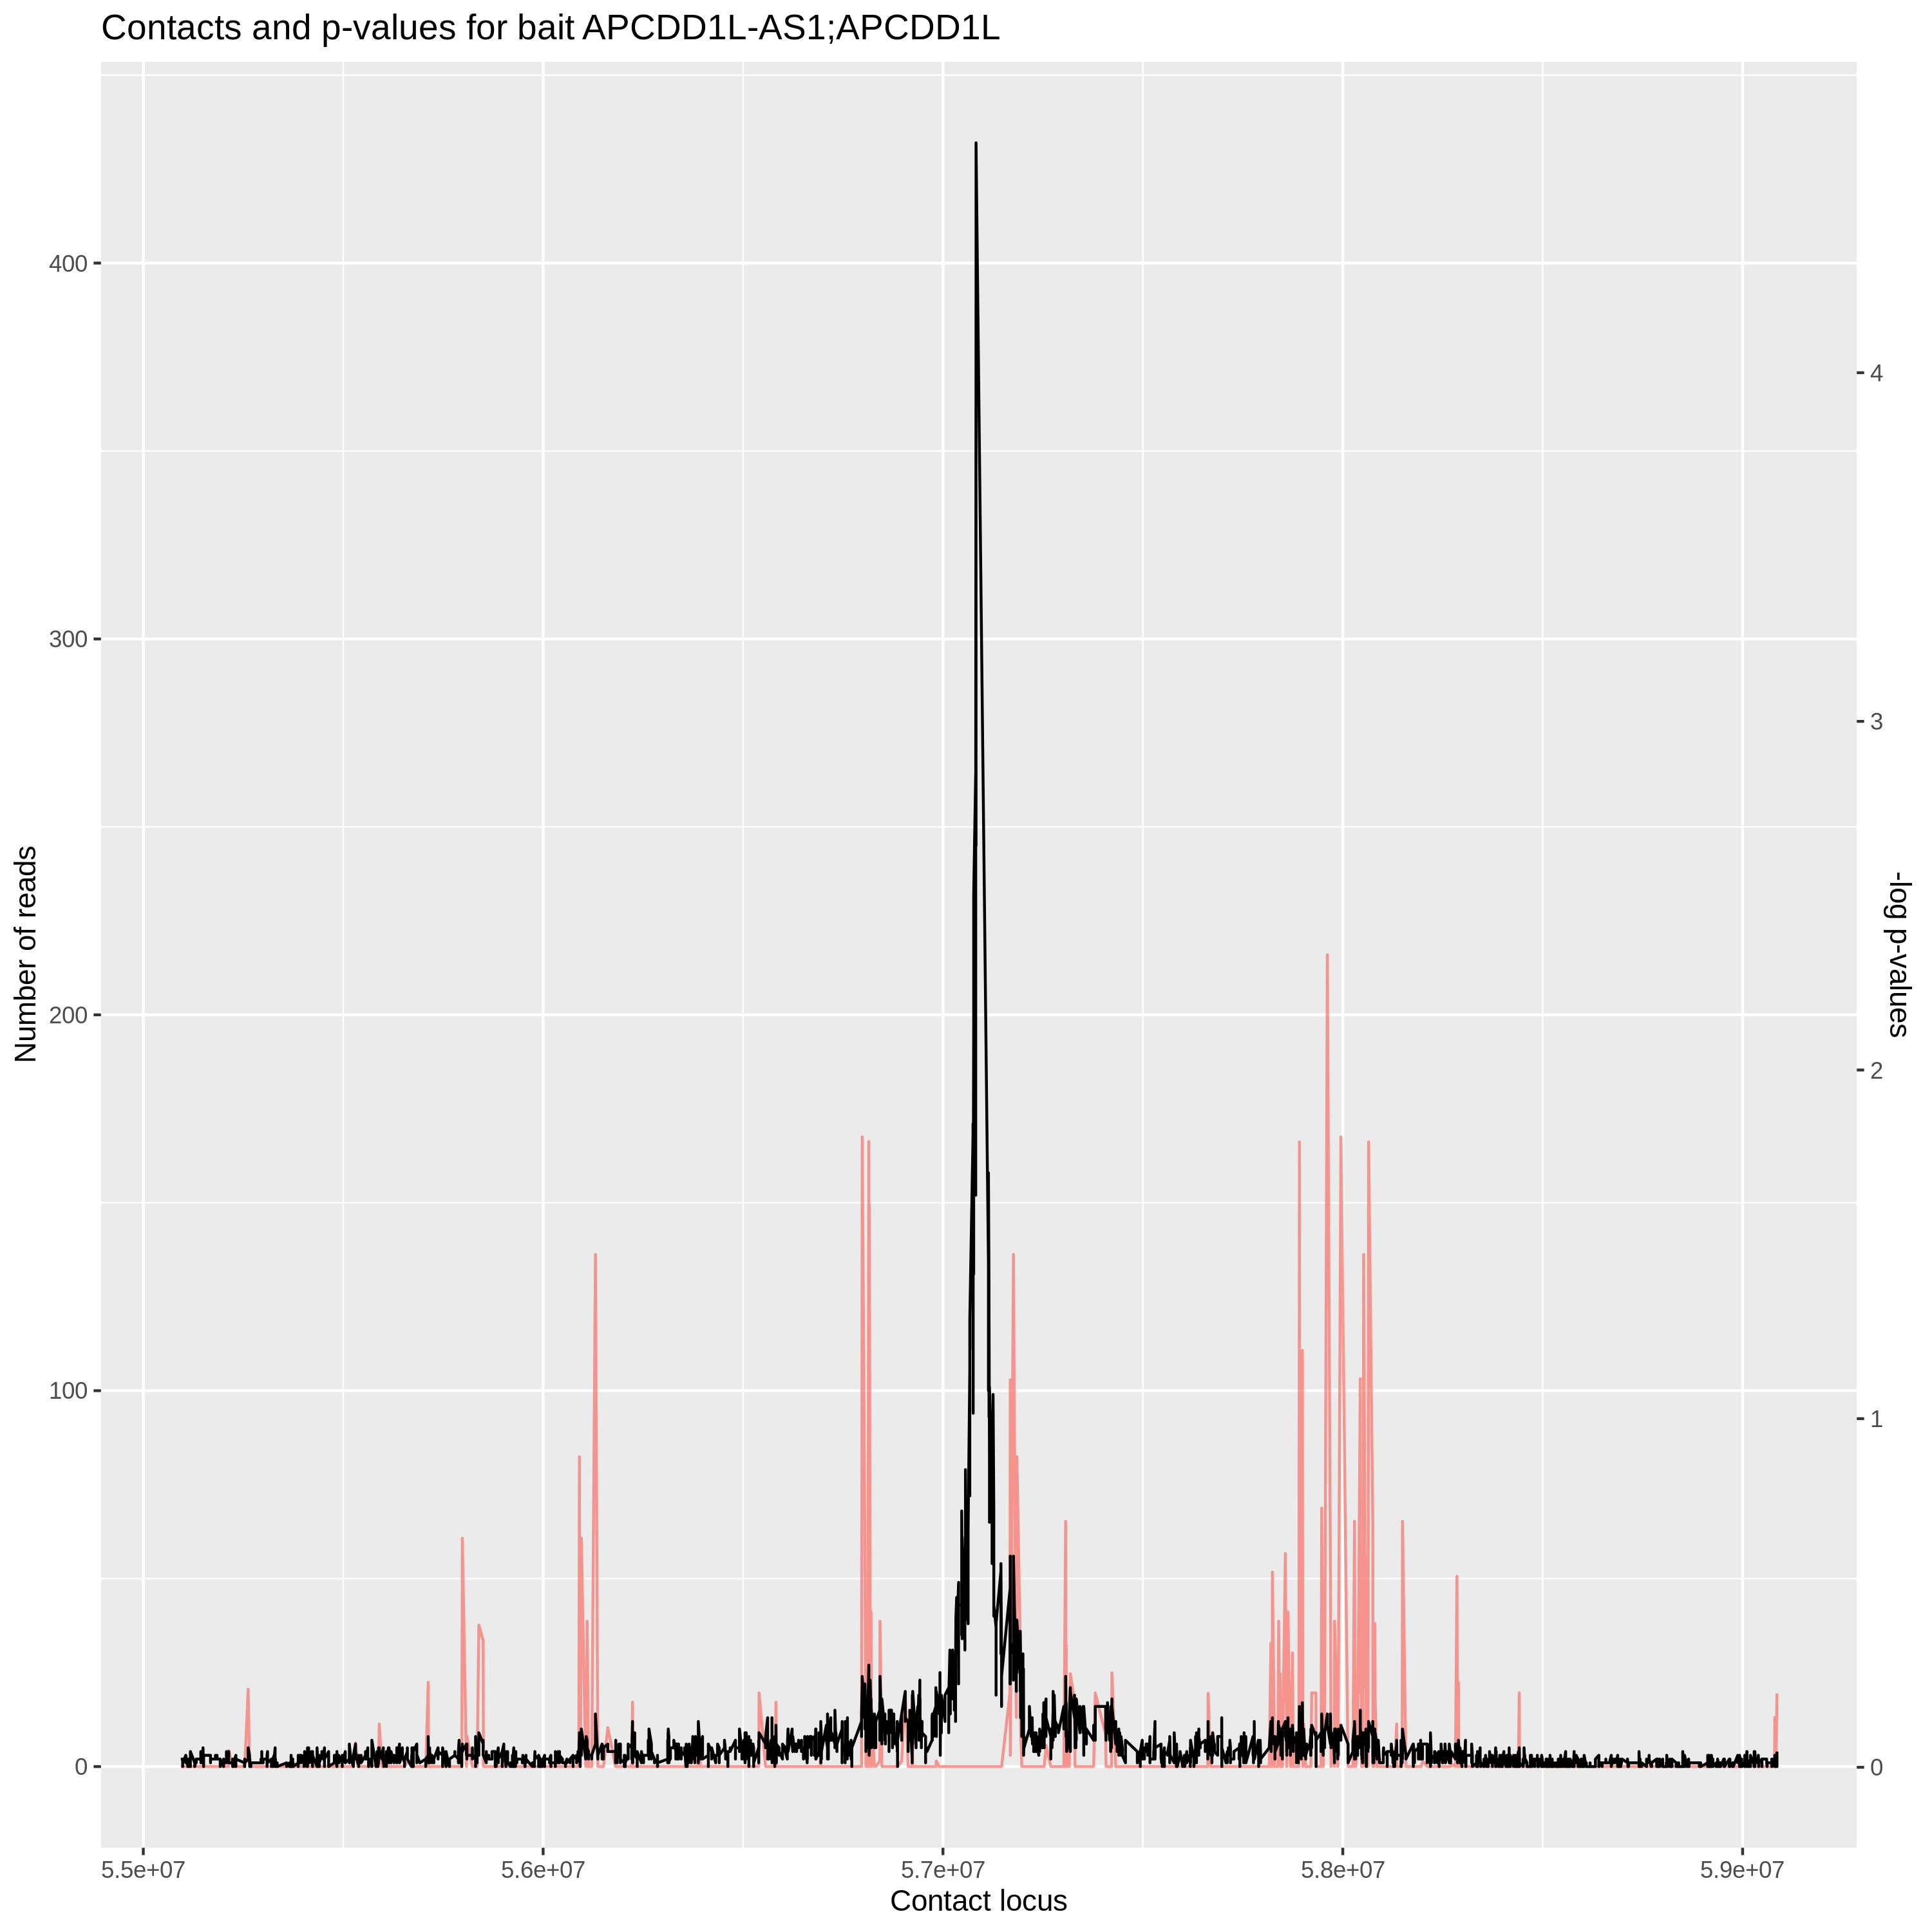 Contacts and p-values for bait APCDD1L-AS1;APCDD1L
400
300
200
100
0
Number of reads
4
3
2
1
0
-log p-values
5.5e+07 5.6e+07 5.7e+07 5.8e+07 5.9e+07
Contact locus